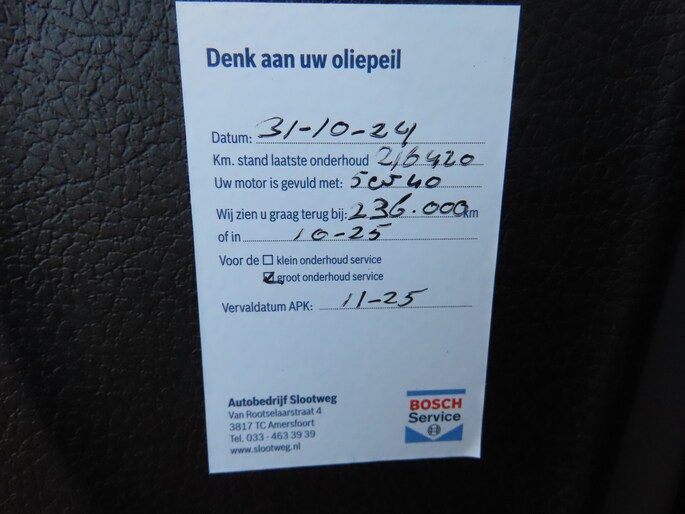 Denk aan uw oliepeil
Datum: 31-10-24
Km. stand laatste onderhoud 216420
Uw motor is gevuld met: 5w40
Wij zien u graag terug bij: 236.000 km
of in 10-25
Voor de ☐ klein onderhoud service
☑ groot onderhoud service
Vervaldatum APK: 11-25
Autobedrijf Slootweg
Van Rootselaarstraat 4
3817 TC Amersfoort
Tel. 033 - 463 39 39
www.slootweg.nl
BOSCH
Service